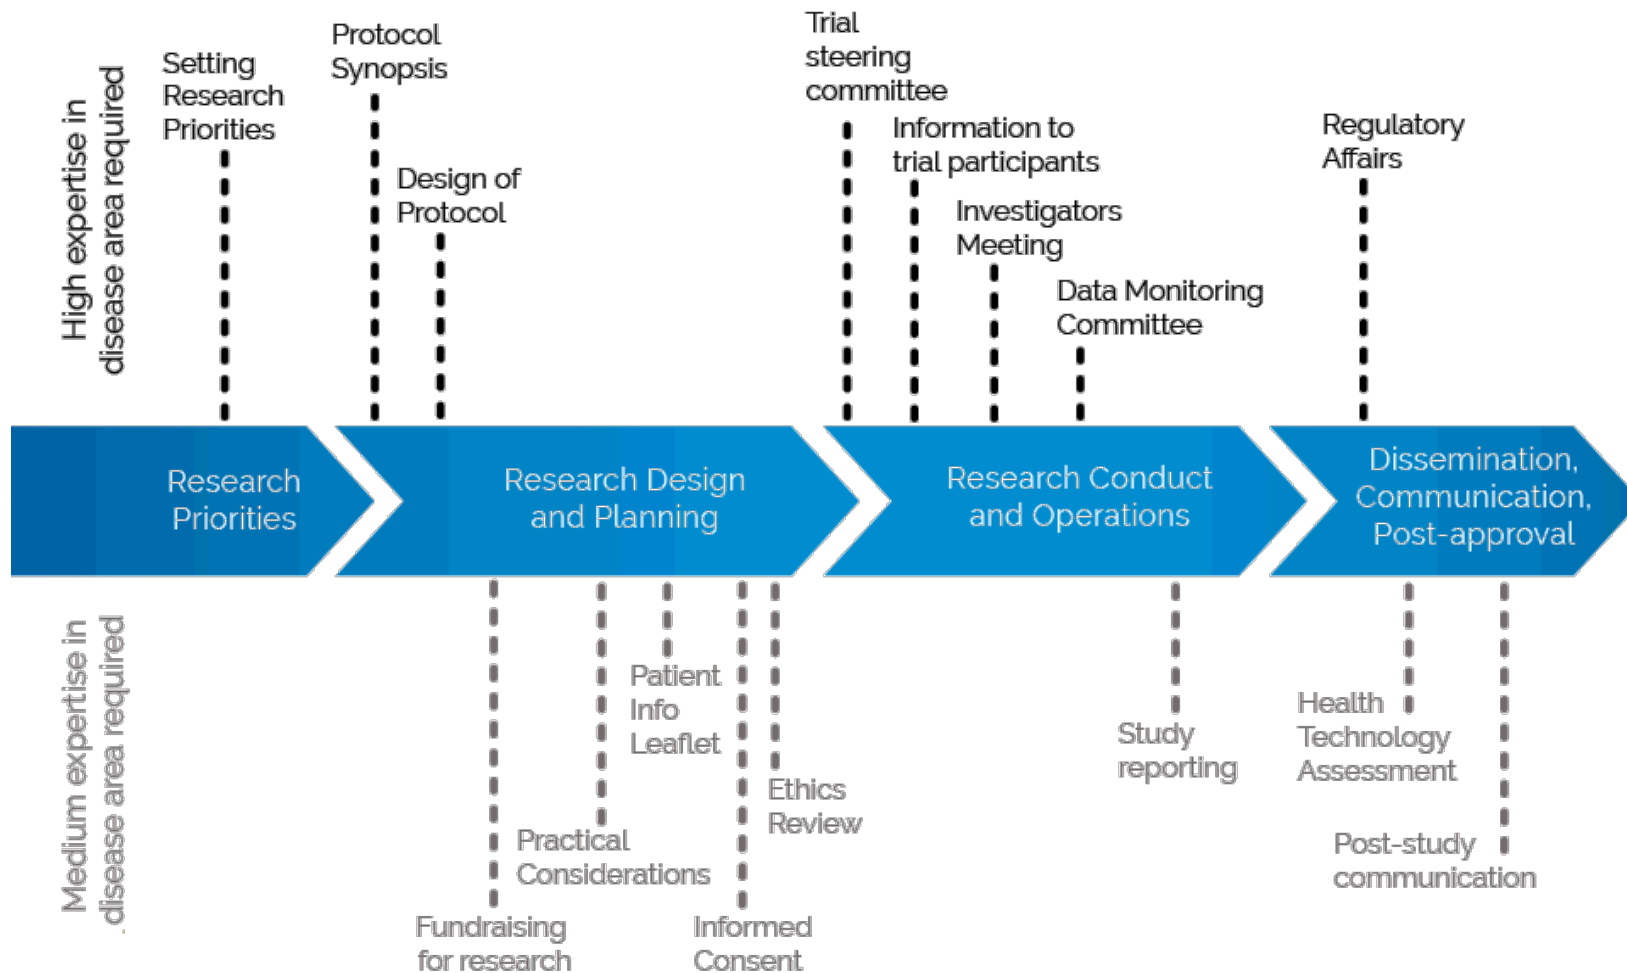 High expertise in
disease area required
Setting
Research
Priorities
Protocol
Synopsis
Design of
Protocol
Trial
steering
committee
Information to
trial participants
Investigators
Meeting
Data Monitoring
Committee
Regulatory
Affairs
Research
Priorities
Research Design
and Planning
Research Conduct
and Operations
Dissemination,
Communication,
Post-approval
Medium expertise in
disease area required
Fundraising
for research
Practical
Considerations
Patient
Info
Leaflet
Informed
Consent
Ethics
Review
Study
reporting
Health
Technology
Assessment
Post-study
communication